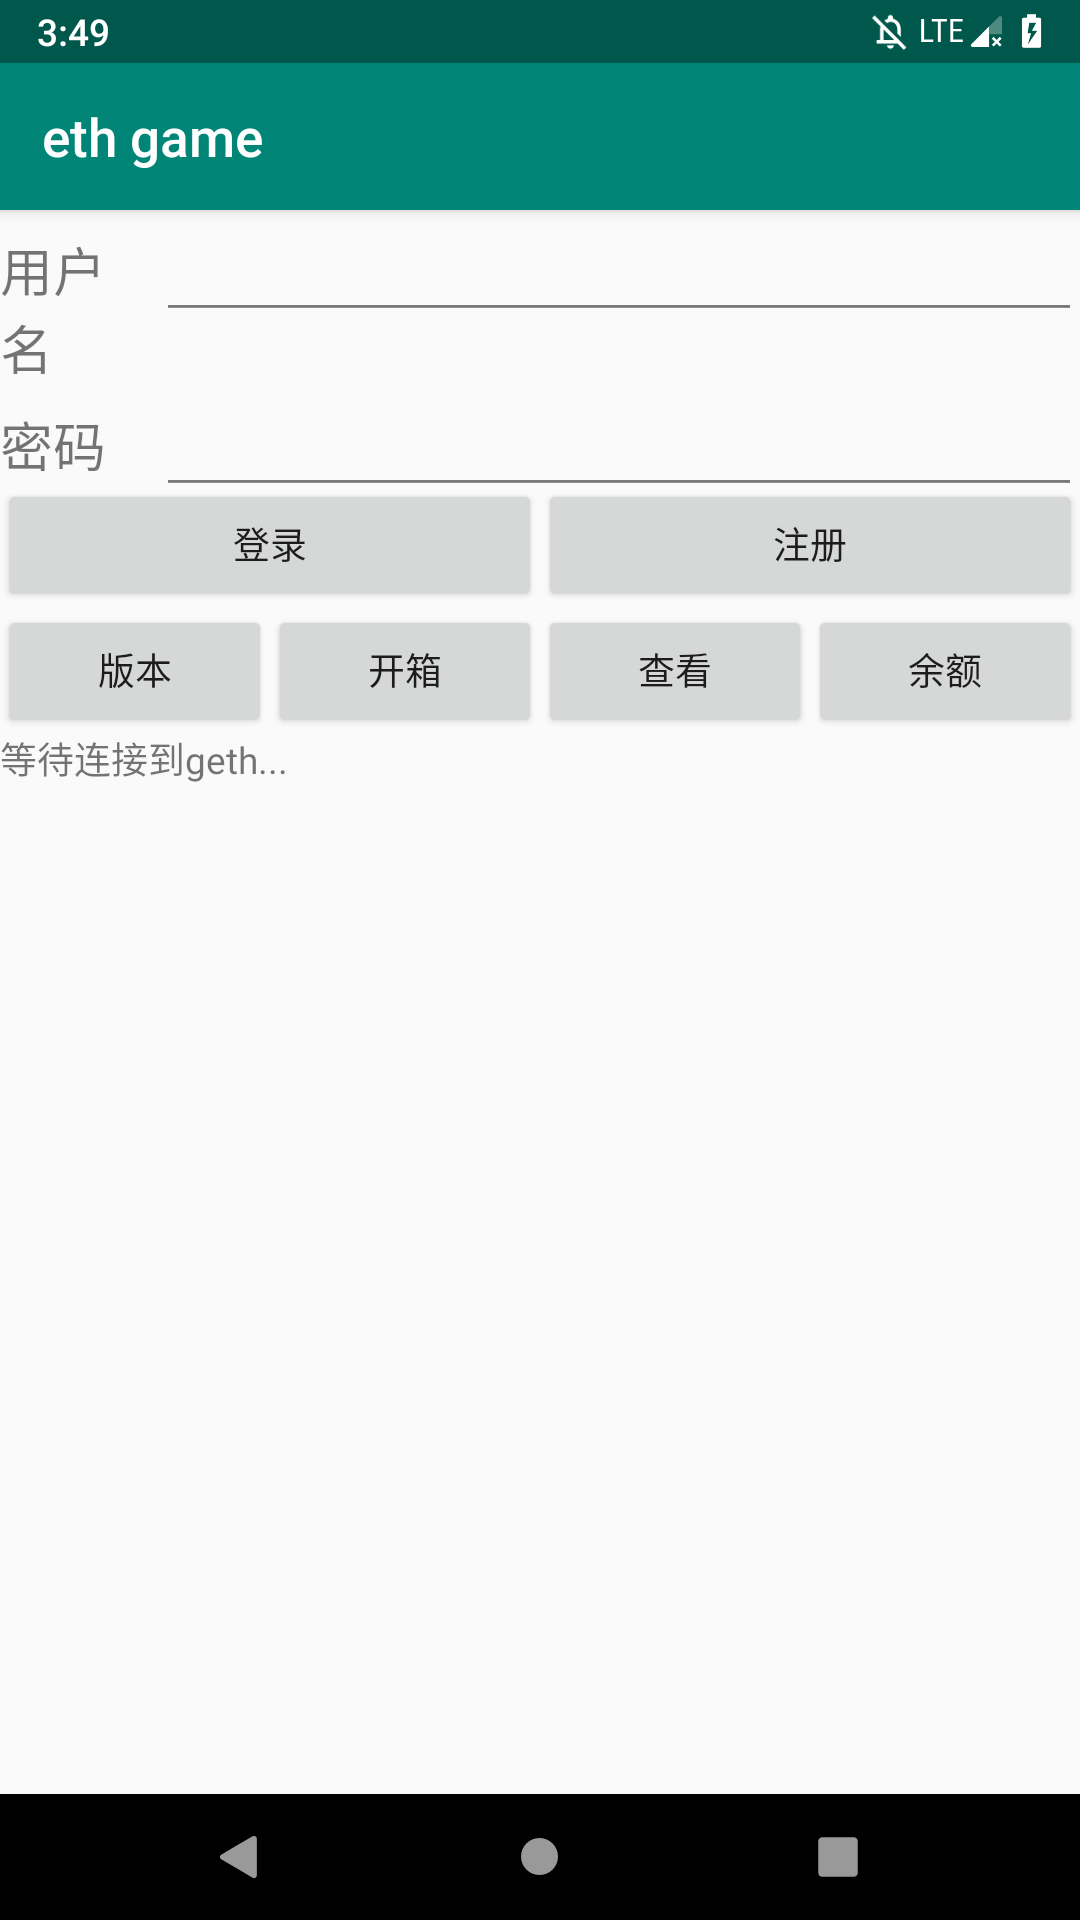 3:49 LTE
eth game
用户
名
密码
登录 注册
版本 开箱 查看 余额
等待连接到geth...